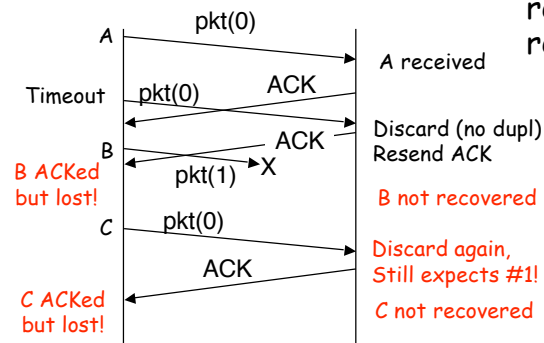 A
pkt(0)
A received
ACK
Timeout
pkt(0)
Discard (no dupl)
Resend ACK
ACK
B
pkt(1)
X
B ACKed
but lost!
B not recovered
C
pkt(0)
Discard again,
Still expects #1!
ACK
C ACKed
but lost!
C not recovered